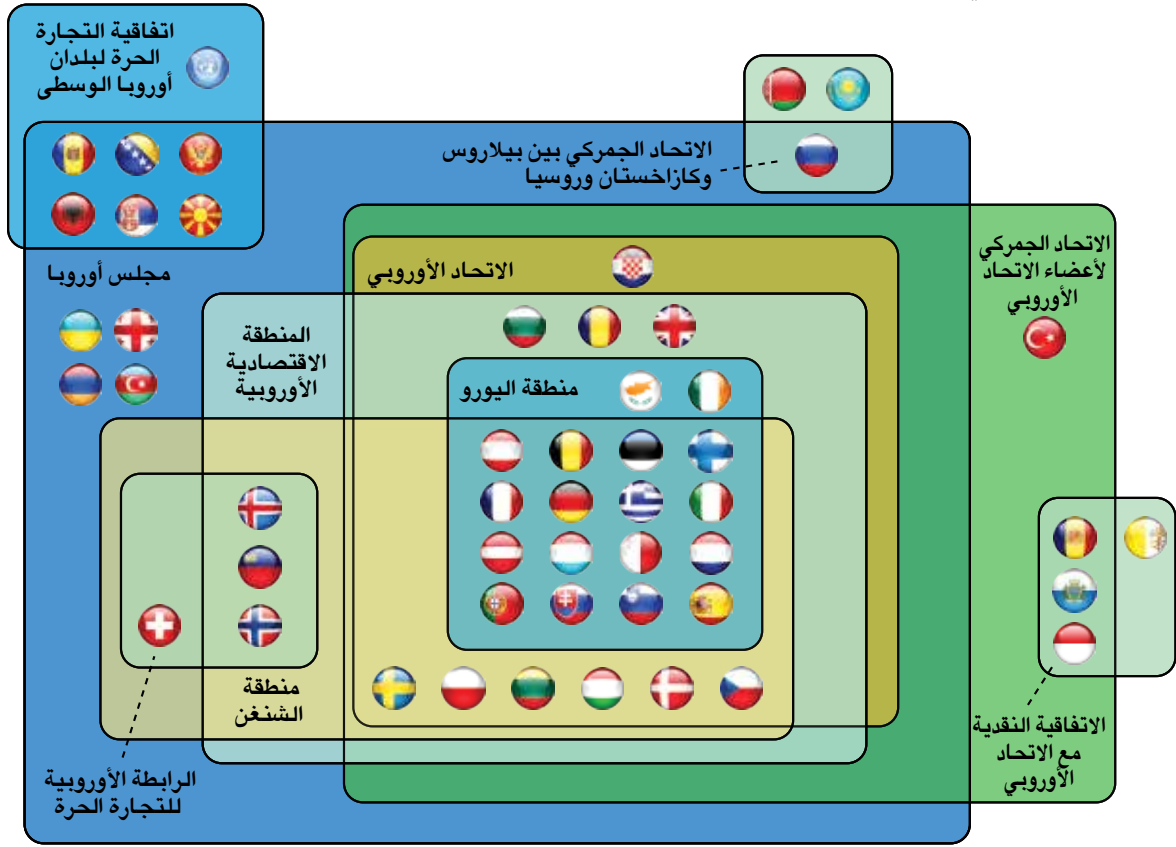 اتفاقية التجارة
الحرة لبلدان
أوروبا الوسطى
الاتحاد الجمركي بين بيلاروس
وكازاخستان وروسيا
الاتحاد الجمركي
لأعضاء الاتحاد
الأوروبي
الاتحاد الأوروبي
مجلس أوروبا
المنطقة
الاقتصادية
الأوروبية
منطقة اليورو
منطقة
الشنغن
الاتفاقية النقدية
مع الاتحاد
الأوروبي
الرابطة الأوروبية
للتجارة الحرة